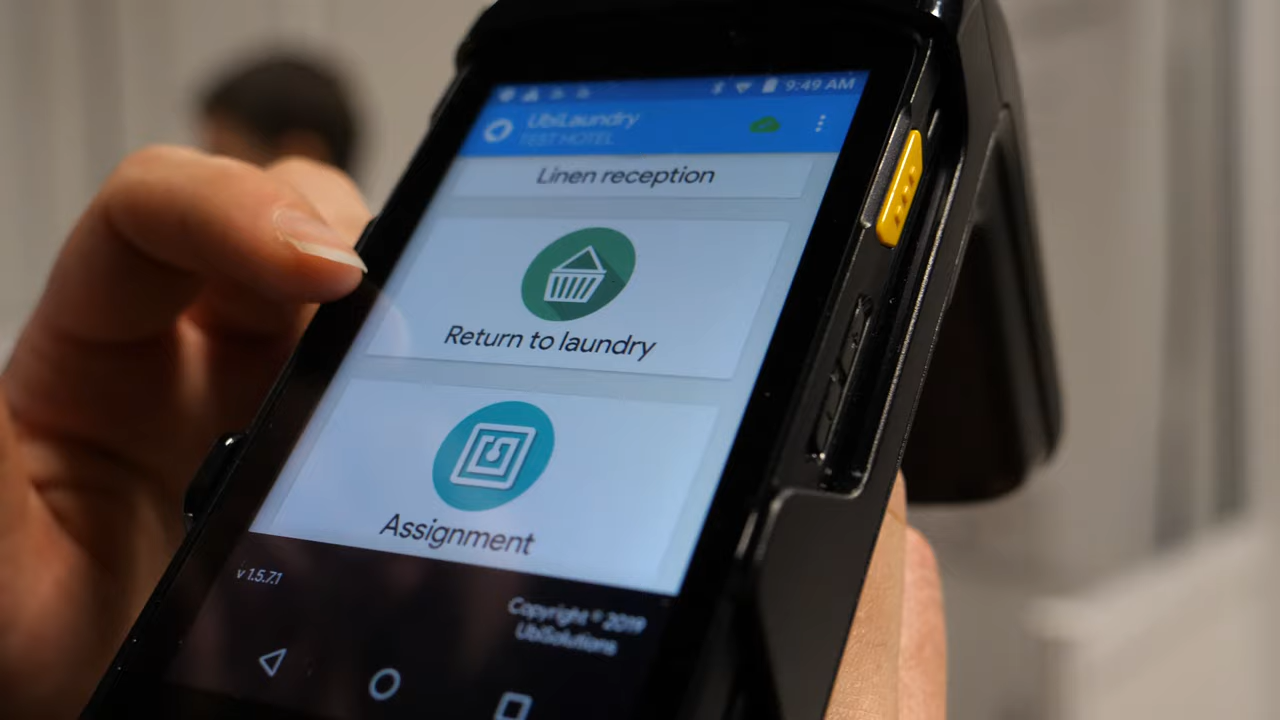 9:49 AM
UbiLaundry
TEST HOTEL
Linen reception
Return to laundry
Assignment
v 1.5.7.1
Copyright © 2019
UbiSolutions